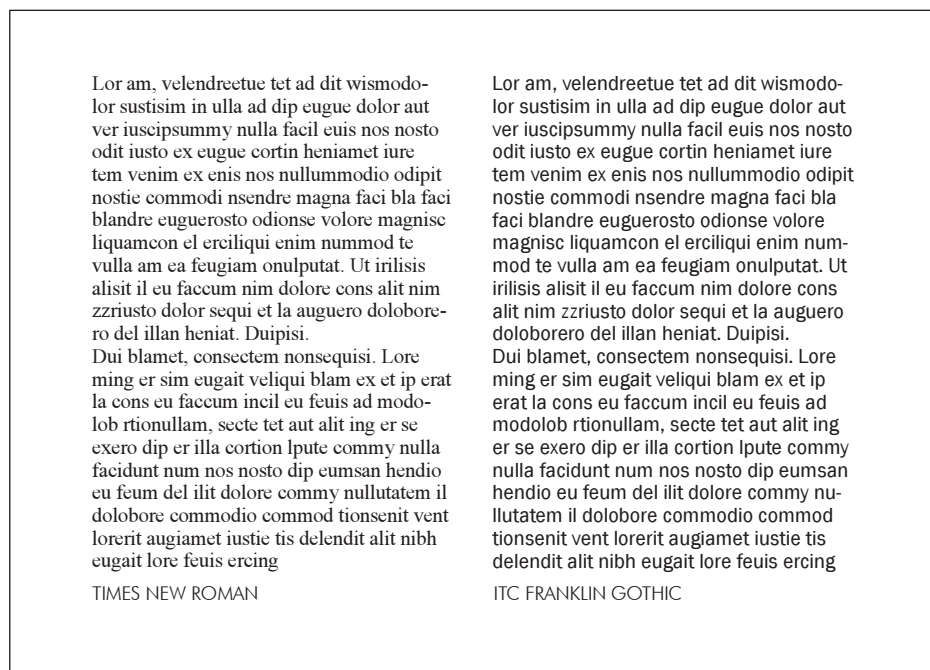 Lor am, velendreetue tet ad dit wismodo-
lor sustisim in ulla ad dip eugue dolor aut
ver iuscipsummy nulla facil euis nos nosto
odit iusto ex eugue cortin heniamet iure
tem venim ex enis nos nullummodio odipit
nostie commodi nsendre magna faci bla faci
blandre euguerosto odionse volore magnisc
liquamcon el erciliqui enim nummod te
vulla am ea feugiam onulputat. Ut irilisis
alisit il eu faccum nim dolore cons alit nim
zzriusto dolor sequi et la auguero dolobore-
ro del illan heniat. Duipisi.
Dui blamet, consectem nonsequisi. Lore
ming er sim eugait veliqui blam ex et ip erat
la cons eu faccum incil eu feuis ad modo-
lob rtionullam, secte tet aut alit ing er se
exero dip er illa cortion lpute commy nulla
facidunt num nos nosto dip eumsan hendio
eu feum del ilit dolore commy nullutatem il
dolobore commodio commod tionsenit vent
lorerit augiamet iustie tis delendit alit nibh
eugait lore feuis ercing
TIMES NEW ROMAN
Lor am, velendreetue tet ad dit wismodo-
lor sustisim in ulla ad dip eugue dolor aut
ver iuscipsummy nulla facil euis nos nosto
odit iusto ex eugue cortin heniamet iure
tem venim ex enis nos nullummodio odipit
nostie commodi nsendre magna faci bla
faci blandre euguerosto odionse volore
magnisc liquamcon el erciliqui enim num-
mod te vulla am ea feugiam onulputat. Ut
irilisis alisit il eu faccum nim dolore cons
alit nim zzriusto dolor sequi et la auguero
doloborero del illan heniat. Duipisi.
Dui blamet, consectem nonsequisi. Lore
ming er sim eugait veliqui blam ex et ip
erat la cons eu faccum incil eu feuis ad
modolob rtionullam, secte tet aut alit ing
er se exero dip er illa cortion lpute commy
nulla facidunt num nos nosto dip eumsan
hendio eu feum del ilit dolore commy nu-
llutatem il dolobore commodio commod
tionsenit vent lorerit augiamet iustie tis
delendit alit nibh eugait lore feuis ercing
ITC FRANKLIN GOTHIC